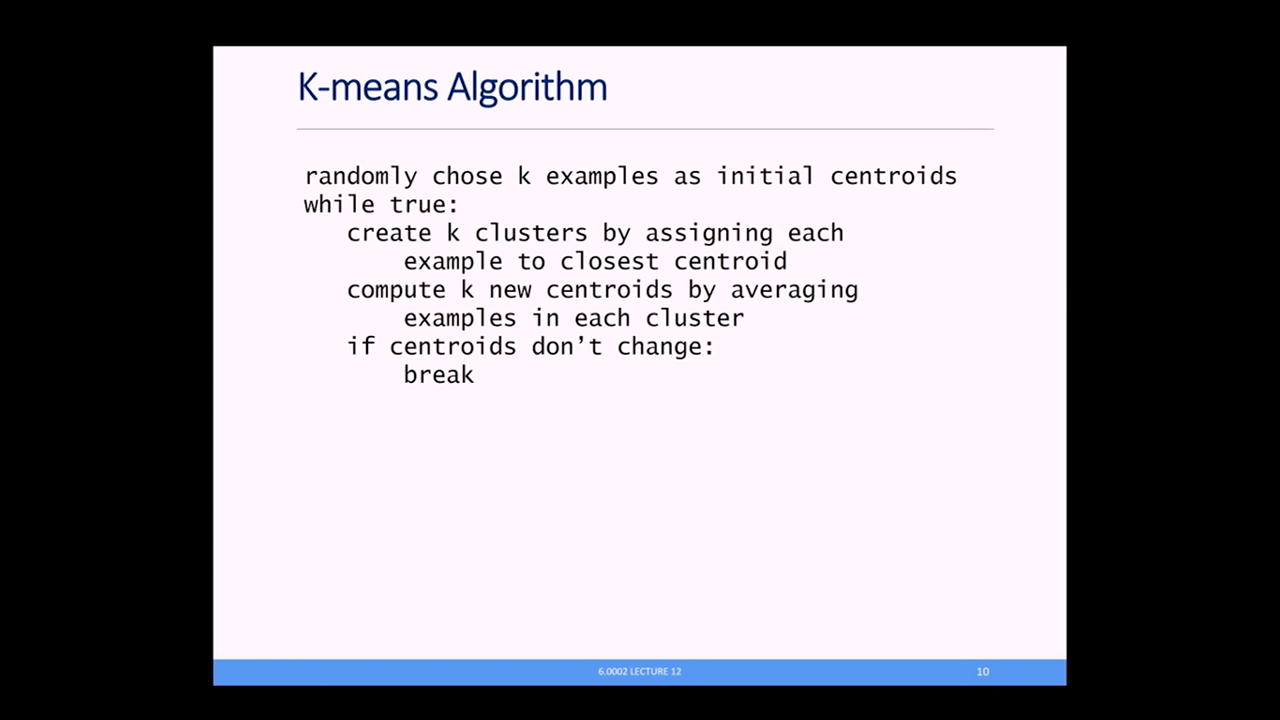 K-means Algorithm
randomly chose k examples as initial centroids
while true:
create k clusters by assigning each
example to closest centroid
compute k new centroids by averaging
examples in each cluster
if centroids don’t change:
break
6.0002 LECTURE 12
10